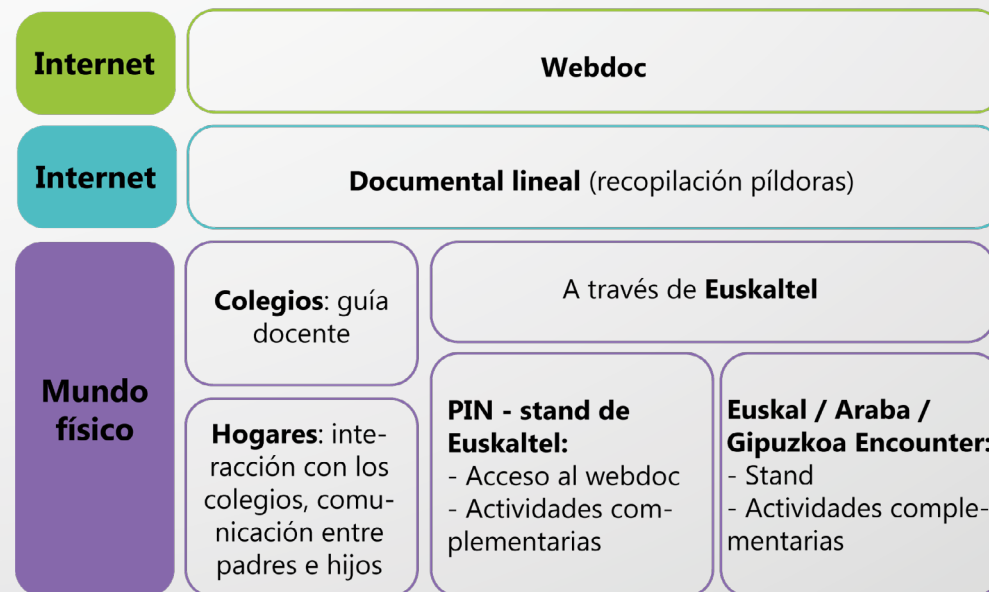 Internet
Webdoc
Internet
Documental lineal (recopilación píldoras)
Mundo
físico
Colegios: guía
docente
A través de Euskaltel
Hogares: inte-
racción con los
colegios, comu-
nicación entre
padres e hijos
PIN - stand de
Euskaltel:
- Acceso al webdoc
- Actividades com-
plementarias
Euskal / Araba /
Gipuzkoa Encounter:
- Stand
- Actividades comple-
mentarias